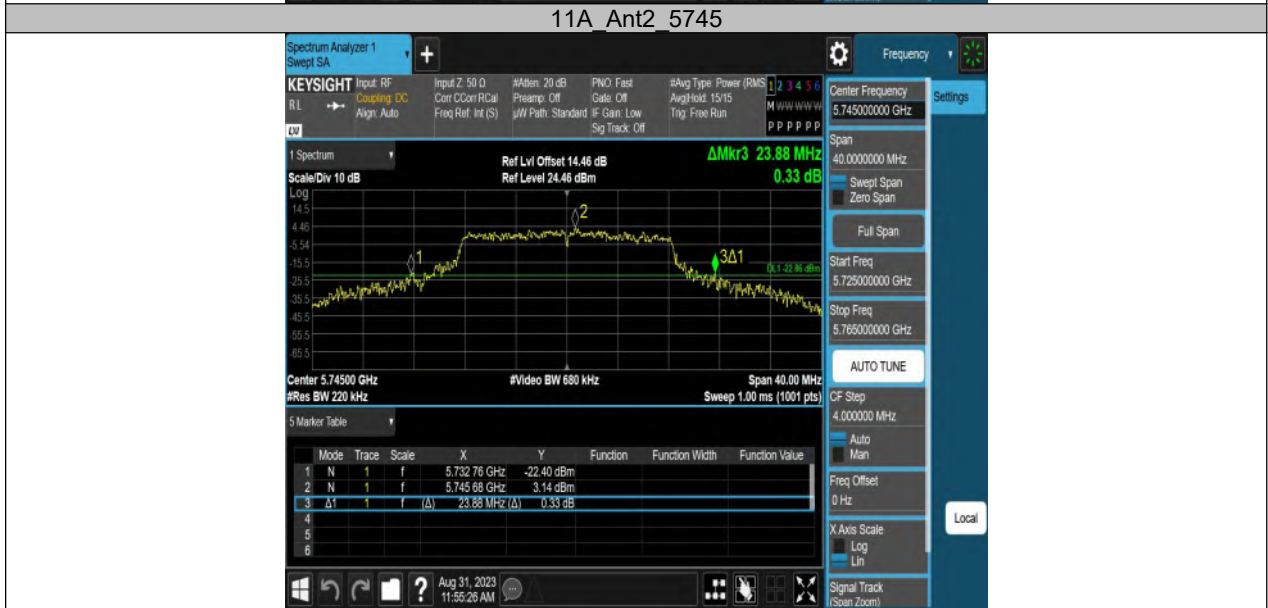 11A_Ant2_5745
Spectrum Analyzer 1
Swept SA
+
Frequency
KEYSIGHT
RL
LXI
Input: RF
Coupling: DC
Align: Auto
Input Z: 50 Ω
Corr CCorr RCal
Freq Ref: Int (S)
#Atten: 20 dB
Preamp: Off
µW Path: Standard
PNO: Fast
Gate: Off
IF Gain: Low
Sig Track: Off
#Avg Type: Power (RMS
Avg|Hold: 15/15
Trig: Free Run
1 2 3 4 5 6
M W W W W W
P P P P P P
Center Frequency
5.745000000 GHz
Settings
1 Spectrum
Scale/Div 10 dB
Ref Lvl Offset 14.46 dB
Ref Level 24.46 dBm
ΔMkr3 23.88 MHz
0.33 dB
Span
40.0000000 MHz
Swept Span
Zero Span
Full Span
Start Freq
5.725000000 GHz
Stop Freq
5.765000000 GHz
AUTO TUNE
CF Step
4.000000 MHz
Auto
Man
Freq Offset
0 Hz
X Axis Scale
Log
Lin
Signal Track
(Span Zoom)
Local
Log
14.5
4.46
-5.54
-15.5
-25.5
-35.5
-45.5
-55.5
-65.5
1
2
3Δ1
DL1 -22.86 dBm
Center 5.74500 GHz
#Video BW 680 kHz
Span 40.00 MHz
#Res BW 220 kHz
Sweep 1.00 ms (1001 pts)
5 Marker Table
Mode Trace Scale X Y Function Function Width Function Value
1 N 1 f 5.732 76 GHz -22.40 dBm
2 N 1 f 5.745 68 GHz 3.14 dBm
3 Δ1 1 f (Δ) 23.88 MHz (Δ) 0.33 dB
4
5
6
?
Aug 31, 2023
11:55:26 AM